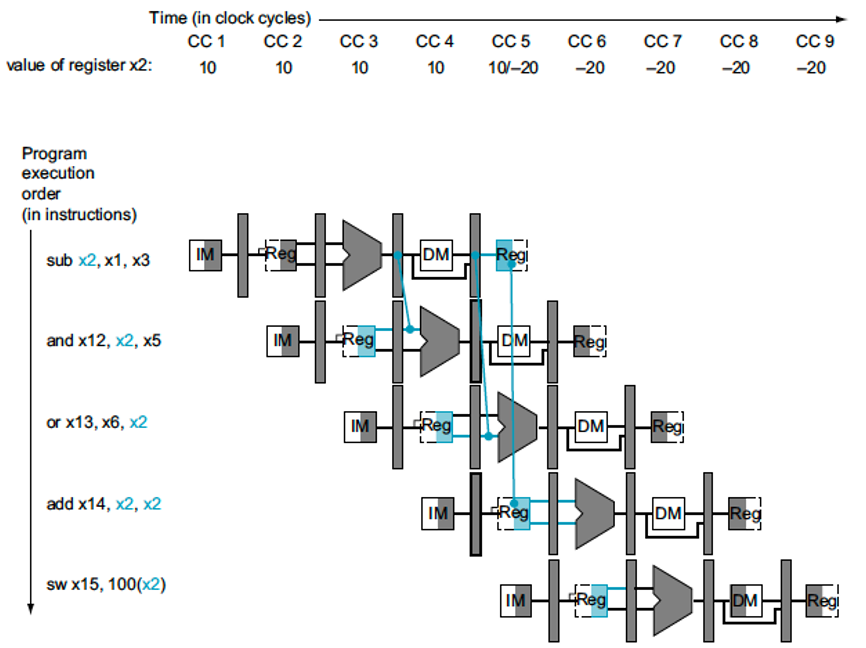 Time (in clock cycles)
CC 1 CC 2 CC 3 CC 4 CC 5 CC 6 CC 7 CC 8 CC 9
value of register x2: 10 10 10 10 10/–20 –20 –20 –20 –20
Program
execution
order
(in instructions)
sub x2, x1, x3
IM Reg DM Reg
and x12, x2, x5
IM Reg DM Reg
or x13, x6, x2
IM Reg DM Reg
add x14, x2, x2
IM Reg DM Reg
sw x15, 100(x2)
IM Reg DM Reg